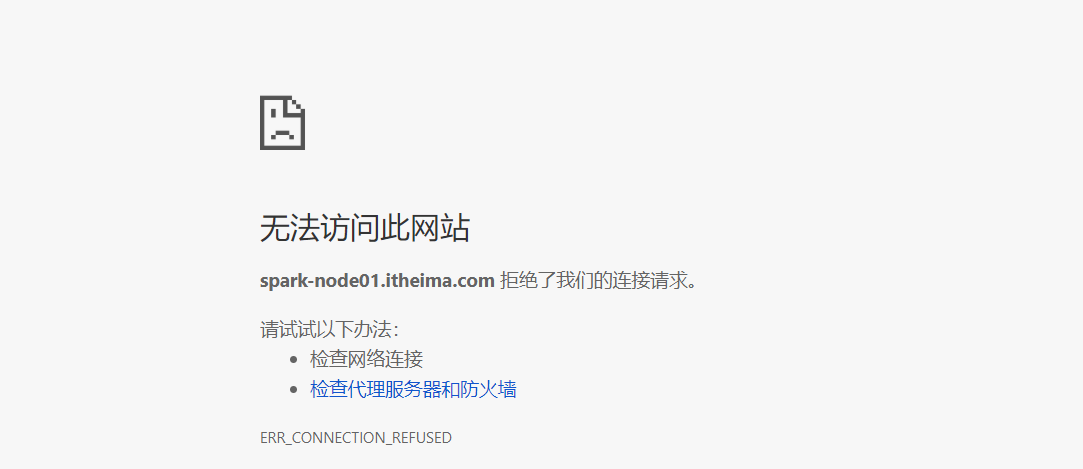 无法访问此网站
spark-node01.itheima.com 拒绝了我们的连接请求。
请试试以下办法：
• 检查网络连接
• 检查代理服务器和防火墙
ERR_CONNECTION_REFUSED